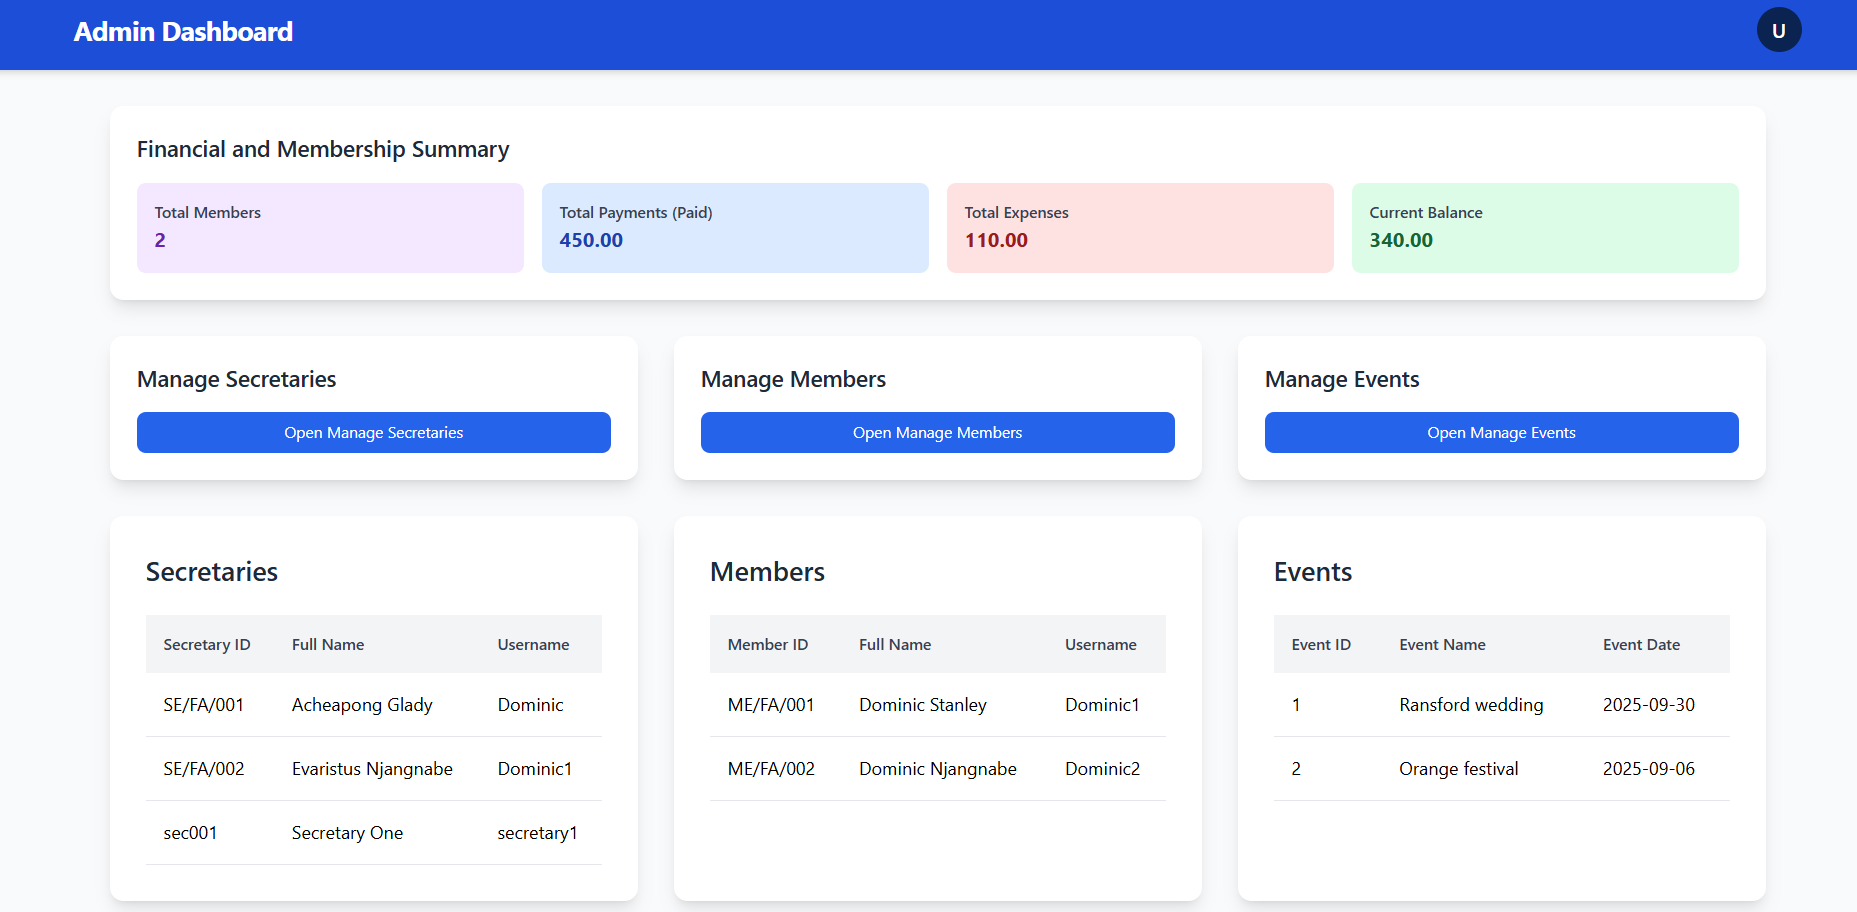 Admin Dashboard
U
Financial and Membership Summary
Total Members
2
Total Payments (Paid)
450.00
Total Expenses
110.00
Current Balance
340.00
Manage Secretaries
Open Manage Secretaries
Manage Members
Open Manage Members
Manage Events
Open Manage Events
Secretaries
Secretary ID Full Name Username
SE/FA/001 Acheapong Glady Dominic
SE/FA/002 Evaristus Njangnabe Dominic1
sec001 Secretary One secretary1
Members
Member ID Full Name Username
ME/FA/001 Dominic Stanley Dominic1
ME/FA/002 Dominic Njangnabe Dominic2
Events
Event ID Event Name Event Date
1 Ransford wedding 2025-09-30
2 Orange festival 2025-09-06